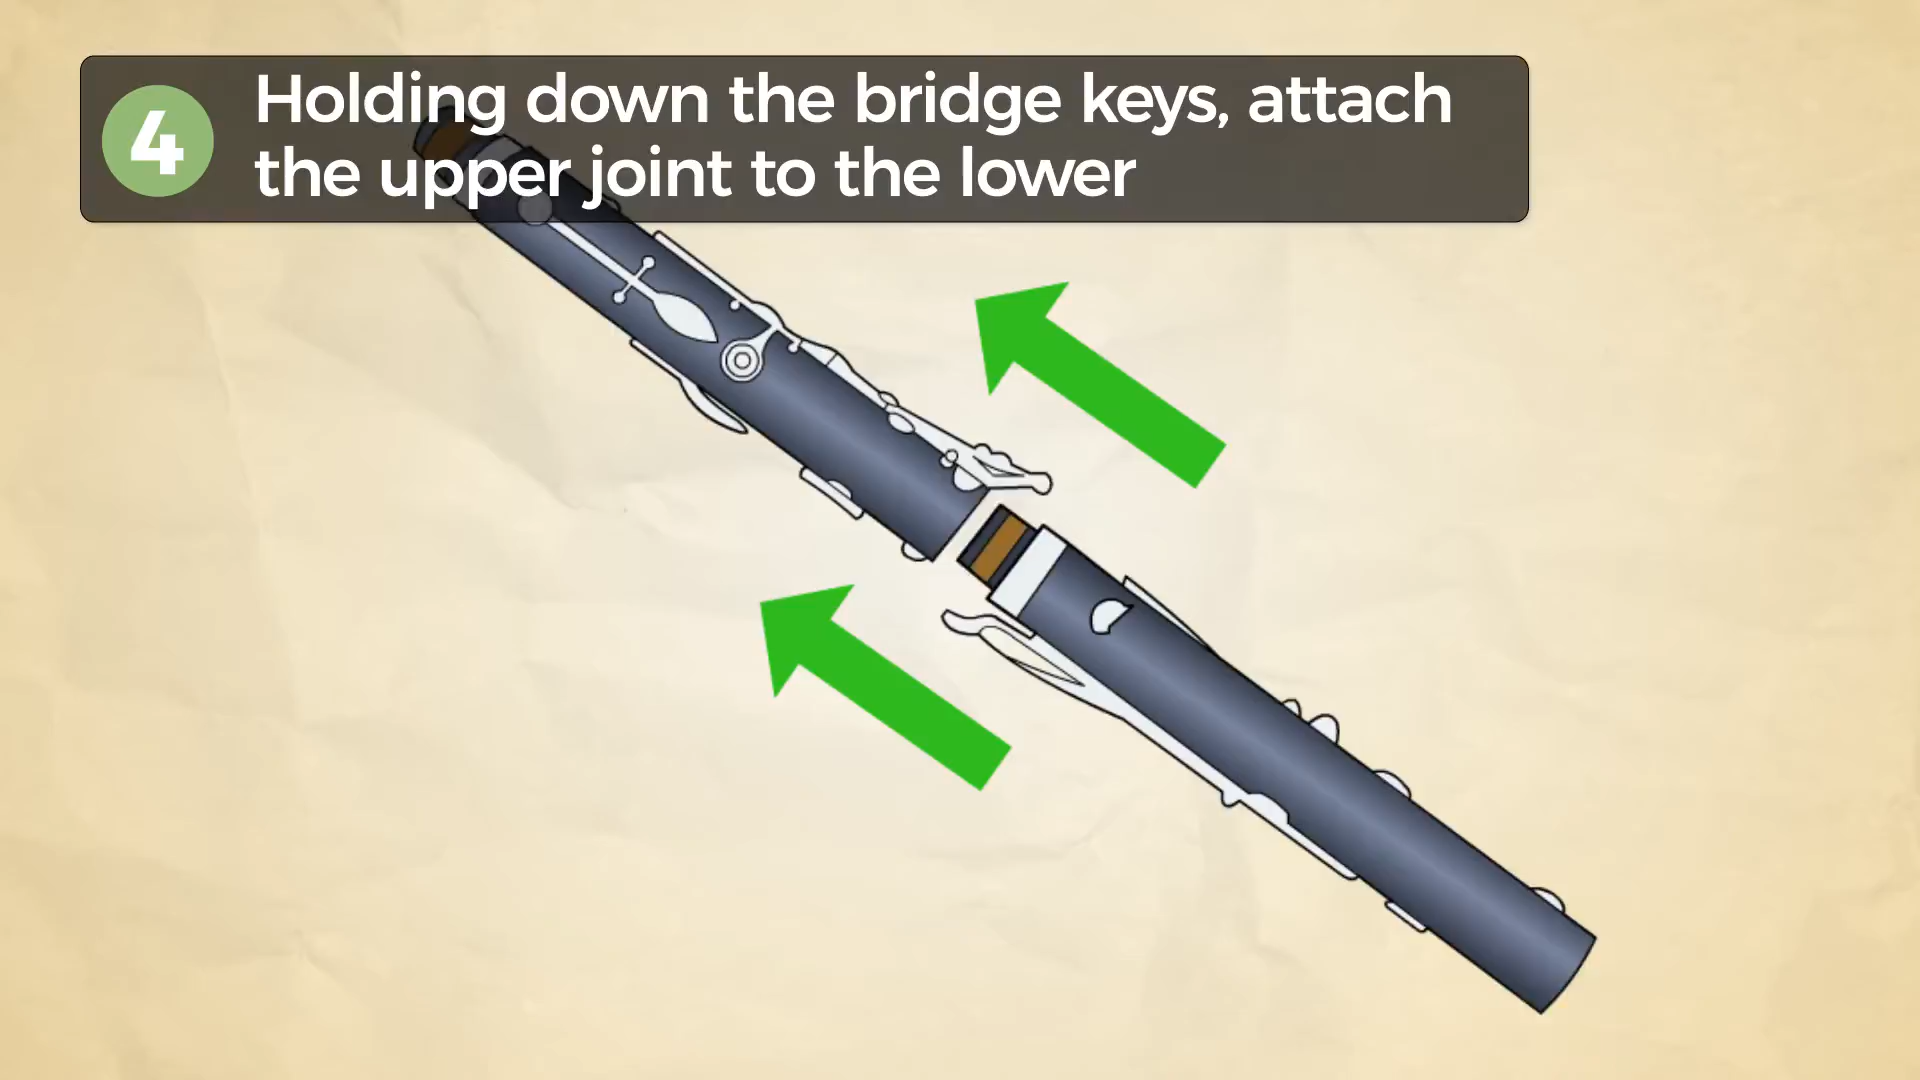 4
Holding down the bridge keys, attach
the upper joint to the lower